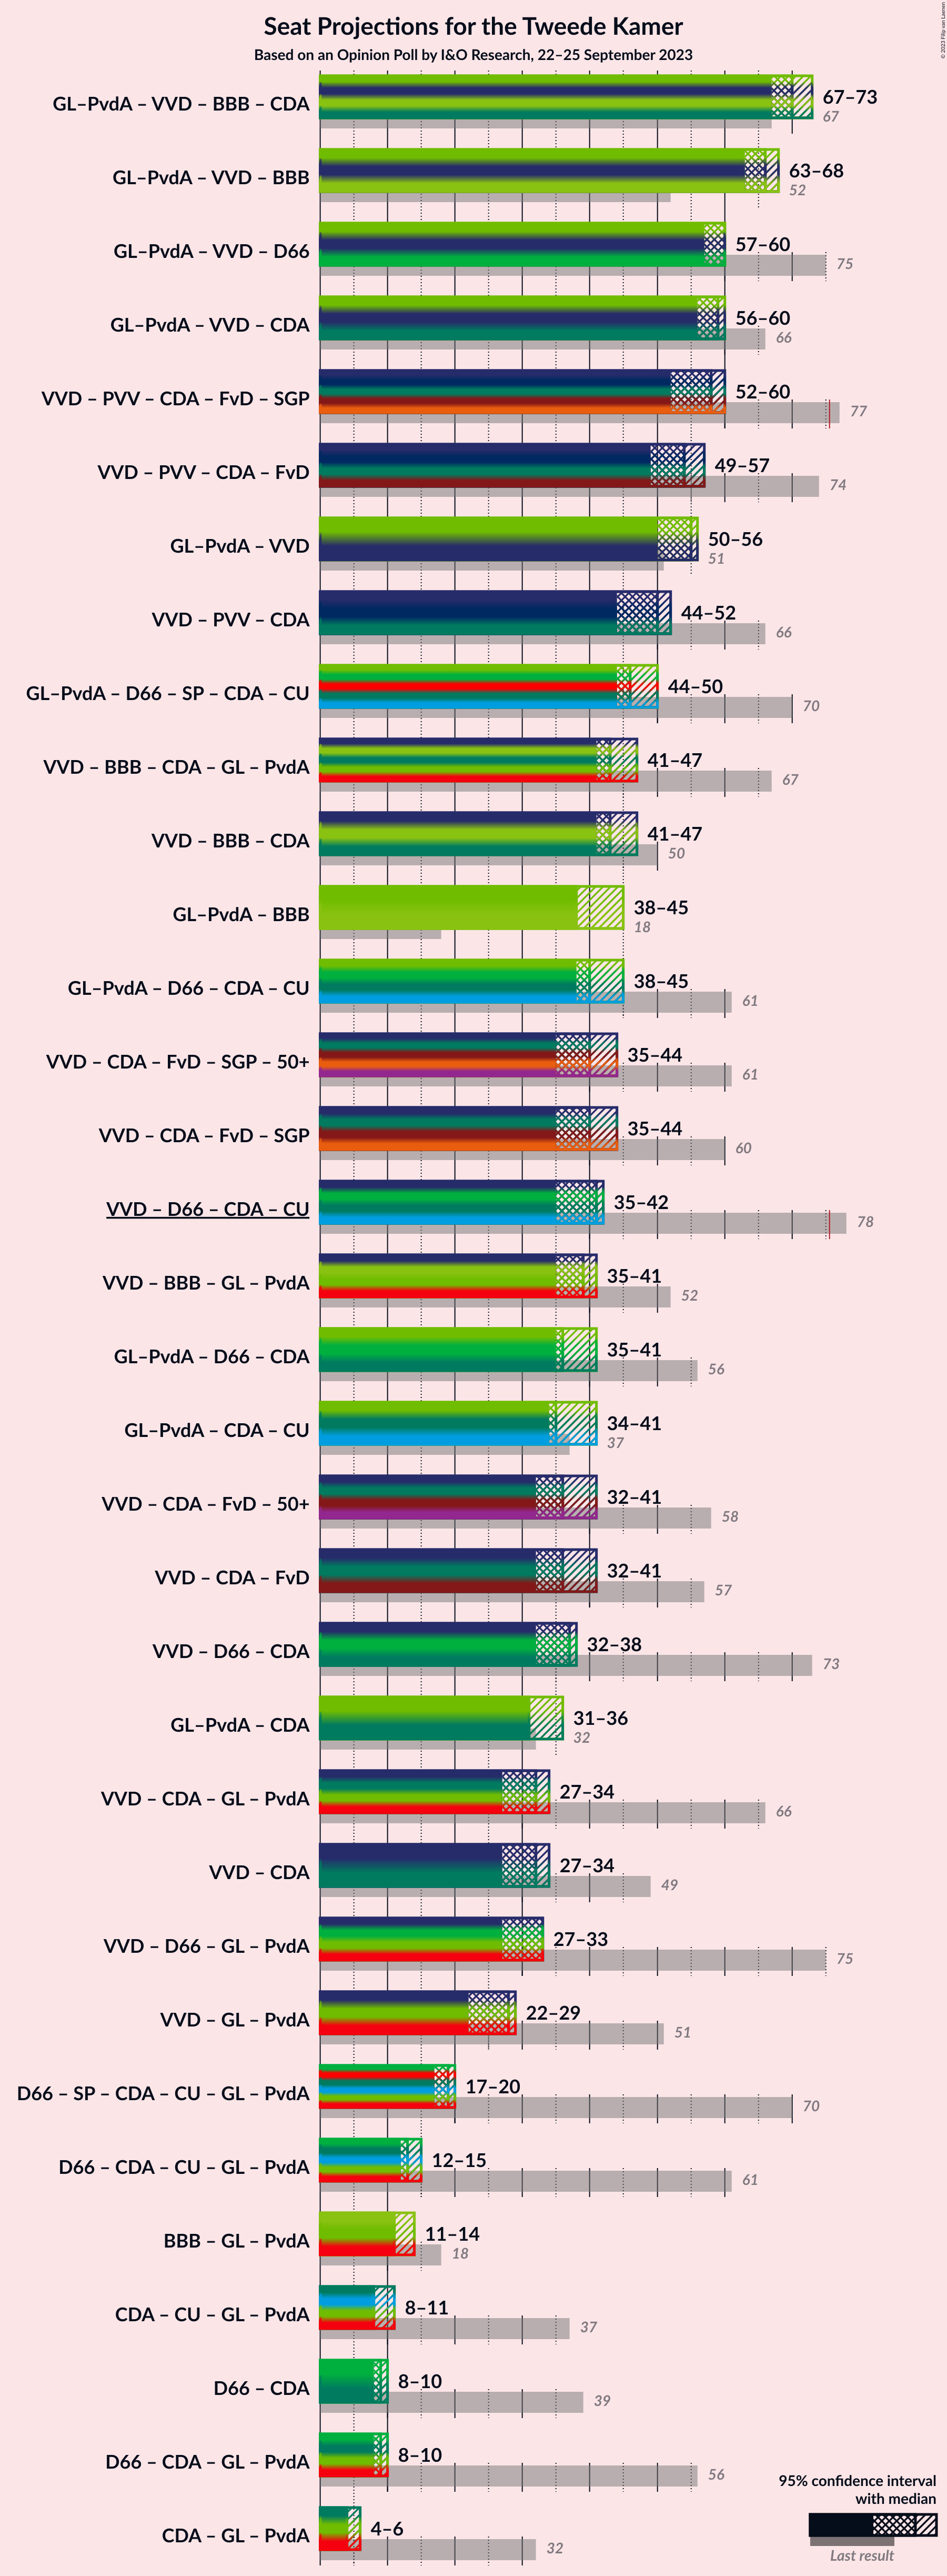 Seat Projections for the Tweede Kamer
Based on an Opinion Poll by I&O Research, 22–25 September 2023
© 2023 Filip van Laenen
GL–PvdA – VVD – BBB – CDA
67–73
67
GL–PvdA – VVD – BBB
63–68
52
GL–PvdA – VVD – D66
57–60
75
GL–PvdA – VVD – CDA
56–60
66
VVD – PVV – CDA – FvD – SGP
52–60
77
VVD – PVV – CDA – FvD
49–57
74
GL–PvdA – VVD
50–56
51
VVD – PVV – CDA
44–52
66
GL–PvdA – D66 – SP – CDA – CU
44–50
70
VVD – BBB – CDA – GL – PvdA
41–47
67
VVD – BBB – CDA
41–47
50
GL–PvdA – BBB
38–45
18
GL–PvdA – D66 – CDA – CU
38–45
61
VVD – CDA – FvD – SGP – 50+
35–44
61
VVD – CDA – FvD – SGP
35–44
60
VVD – D66 – CDA – CU
35–42
78
VVD – BBB – GL – PvdA
35–41
52
GL–PvdA – D66 – CDA
35–41
56
GL–PvdA – CDA – CU
34–41
37
VVD – CDA – FvD – 50+
32–41
58
VVD – CDA – FvD
32–41
57
VVD – D66 – CDA
32–38
73
GL–PvdA – CDA
31–36
32
VVD – CDA – GL – PvdA
27–34
66
VVD – CDA
27–34
49
VVD – D66 – GL – PvdA
27–33
75
VVD – GL – PvdA
22–29
51
D66 – SP – CDA – CU – GL – PvdA
17–20
70
D66 – CDA – CU – GL – PvdA
12–15
61
BBB – GL – PvdA
11–14
18
CDA – CU – GL – PvdA
8–11
37
D66 – CDA
8–10
39
D66 – CDA – GL – PvdA
8–10
56
CDA – GL – PvdA
4–6
32
95% confidence interval
with median
Last result